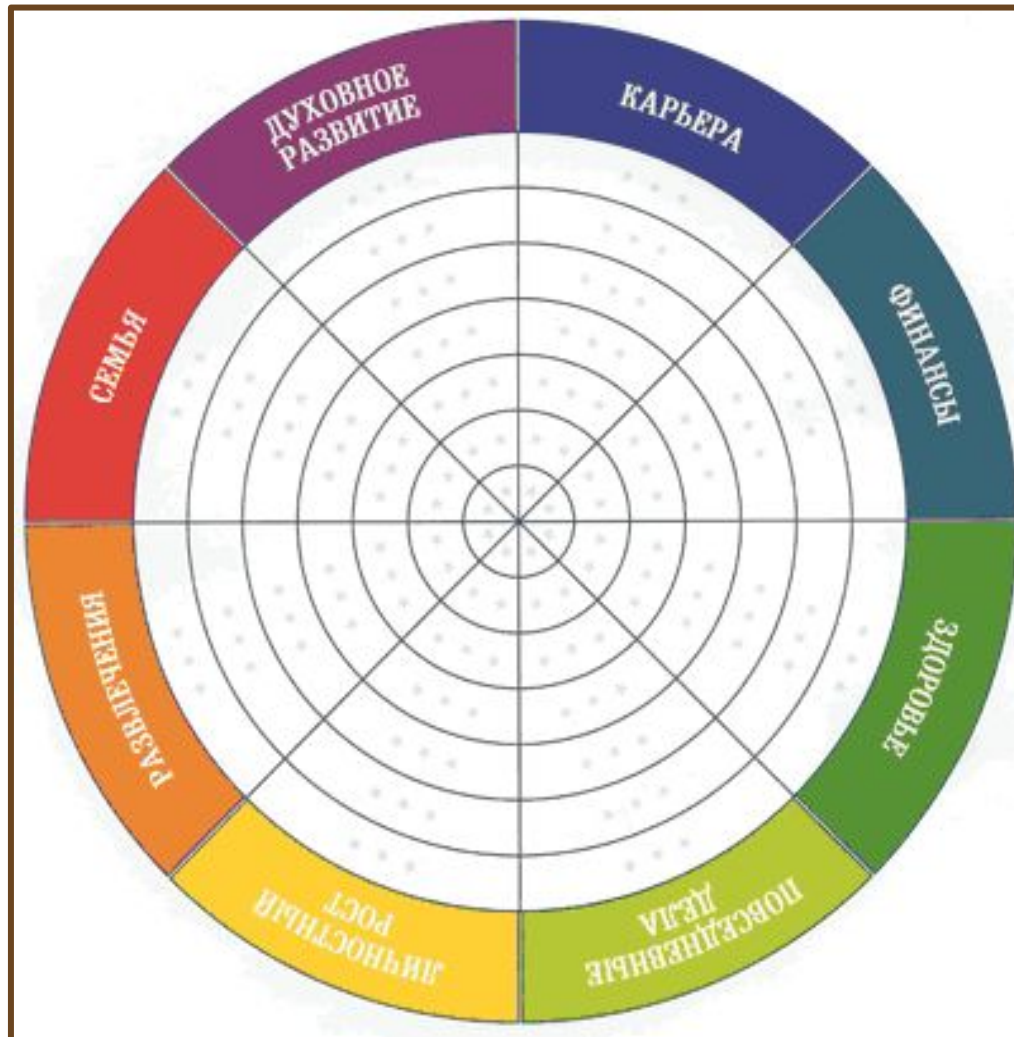 ДУХОВНОЕ
РАЗВИТИЕ
КАРЬЕРА
ФИНАНСЫ
ЗДОРОВЬЕ
ПОВСЕДНЕВНЫЕ
ДЕЛА
ЛИЧНОСТНЫЙ
РОСТ
РАЗВЛЕЧЕНИЯ
СЕМЬЯ